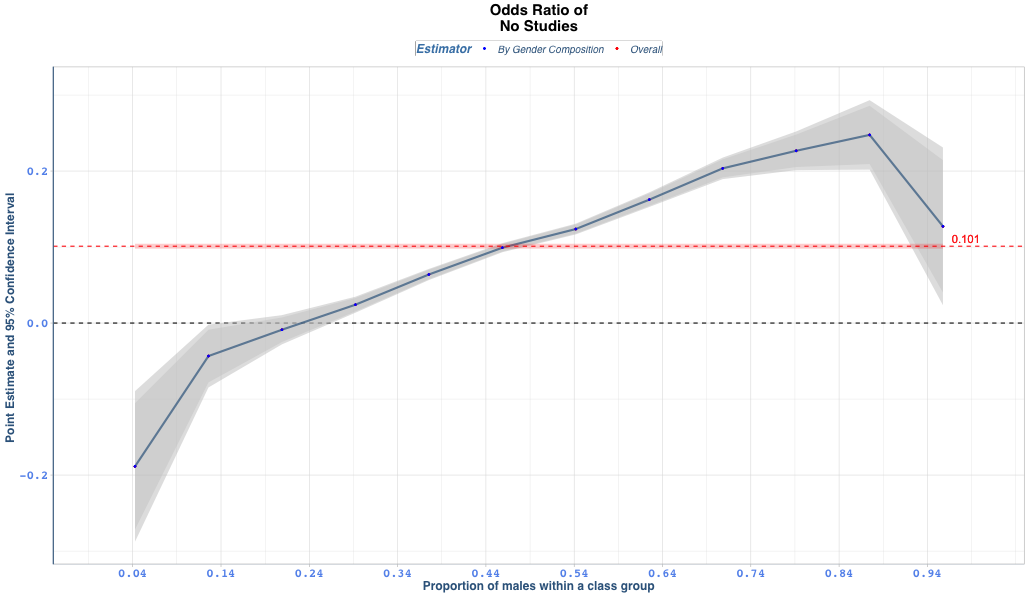 Odds Ratio of
No Studies
Estimator By Gender Composition Overall
Point Estimate and 95% Confidence Interval
0.2
0.101
0.0
−0.2
0.04 0.14 0.24 0.34 0.44 0.54 0.64 0.74 0.84 0.94
Proportion of males within a class group